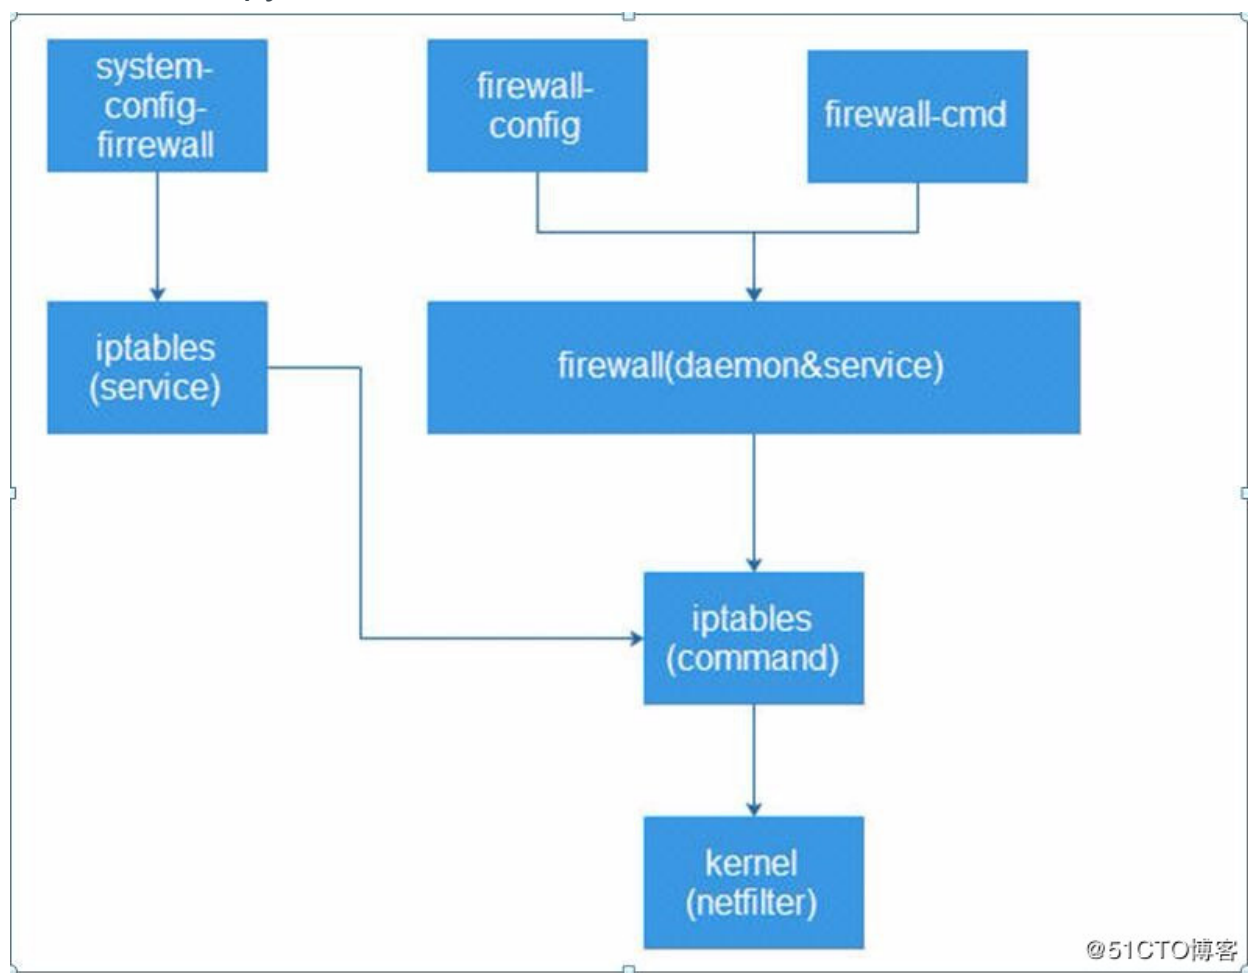 system-
config-
firrewall
firewall-
config
firewall-cmd
iptables
(service)
firewall(daemon&service)
iptables
(command)
kernel
(netfilter)
@51CTO博客